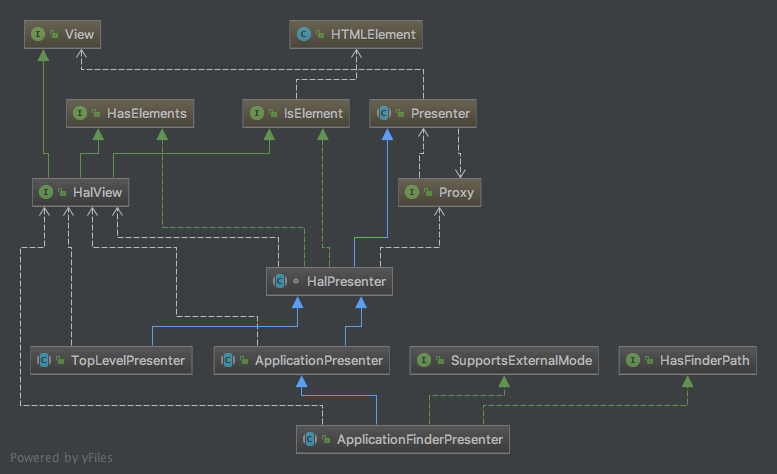 View
HTMLElement
HasElements
IsElement
Presenter
HalView
Proxy
HalPresenter
TopLevelPresenter
ApplicationPresenter
SupportsExternalMode
HasFinderPath
ApplicationFinderPresenter
Powered by yFiles